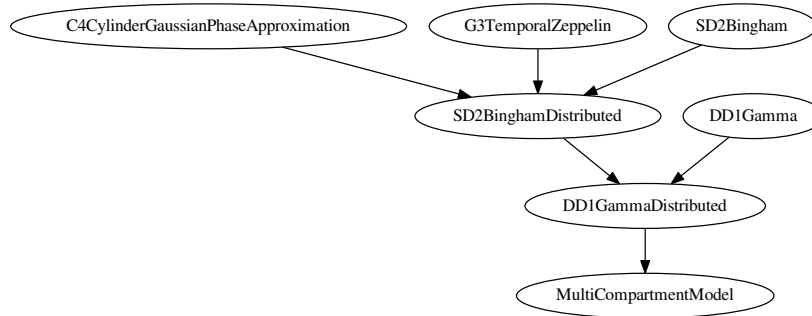 C4CylinderGaussianPhaseApproximation
G3TemporalZeppelin
SD2Bingham
SD2BinghamDistributed
DD1Gamma
DD1GammaDistributed
MultiCompartmentModel